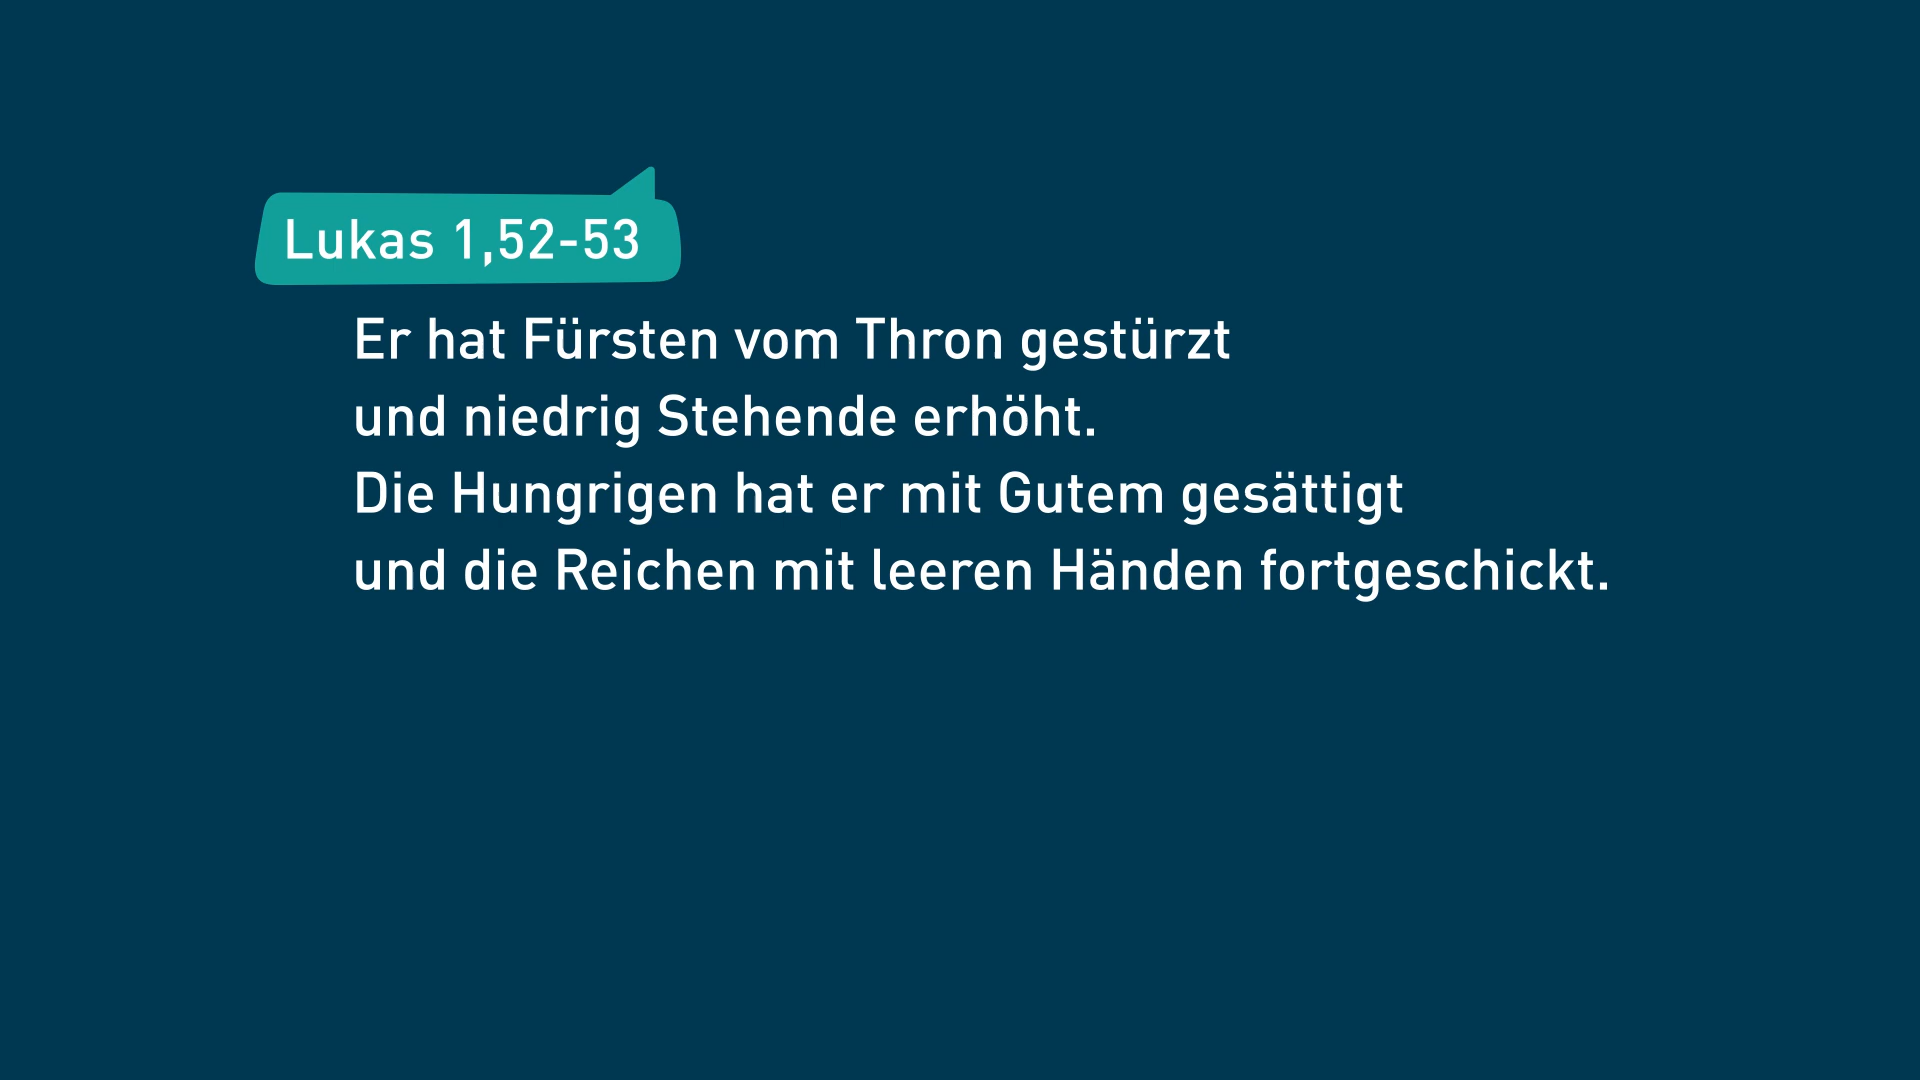 Lukas 1,52-53
Er hat Fürsten vom Thron gestürzt
und niedrig Stehende erhöht.
Die Hungrigen hat er mit Gutem gesättigt
und die Reichen mit leeren Händen fortgeschickt.